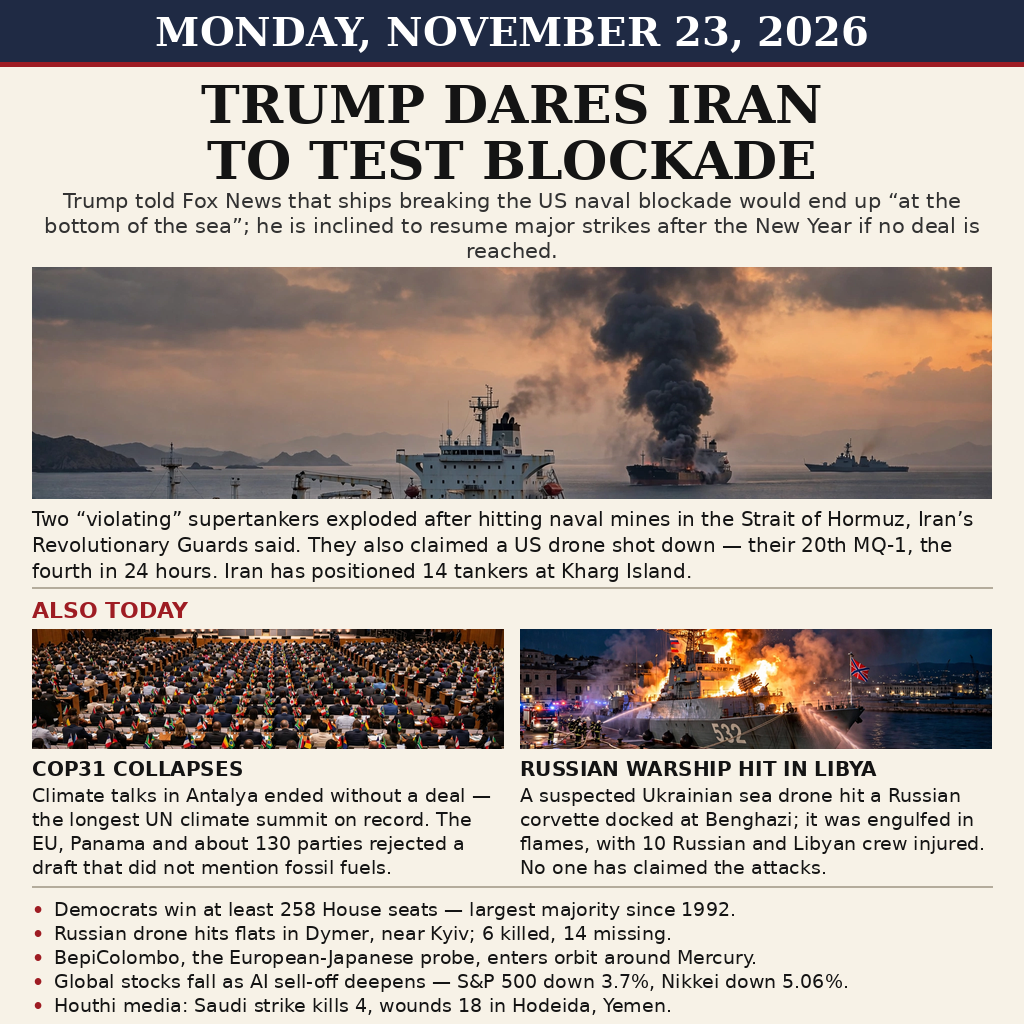 MONDAY, NOVEMBER 23, 2026
TRUMP DARES IRAN
TO TEST BLOCKADE
Trump told Fox News that ships breaking the US naval blockade would end up “at the
bottom of the sea”; he is inclined to resume major strikes after the New Year if no deal is
reached.
Two “violating” supertankers exploded after hitting naval mines in the Strait of Hormuz, Iran’s
Revolutionary Guards said. They also claimed a US drone shot down — their 20th MQ-1, the
fourth in 24 hours. Iran has positioned 14 tankers at Kharg Island.
ALSO TODAY
532
COP31 COLLAPSES
Climate talks in Antalya ended without a deal —
the longest UN climate summit on record. The
EU, Panama and about 130 parties rejected a
draft that did not mention fossil fuels.
RUSSIAN WARSHIP HIT IN LIBYA
A suspected Ukrainian sea drone hit a Russian
corvette docked at Benghazi; it was engulfed in
flames, with 10 Russian and Libyan crew injured.
No one has claimed the attacks.
• Democrats win at least 258 House seats — largest majority since 1992.
• Russian drone hits flats in Dymer, near Kyiv; 6 killed, 14 missing.
• BepiColombo, the European-Japanese probe, enters orbit around Mercury.
• Global stocks fall as AI sell-off deepens — S&P 500 down 3.7%, Nikkei down 5.06%.
• Houthi media: Saudi strike kills 4, wounds 18 in Hodeida, Yemen.